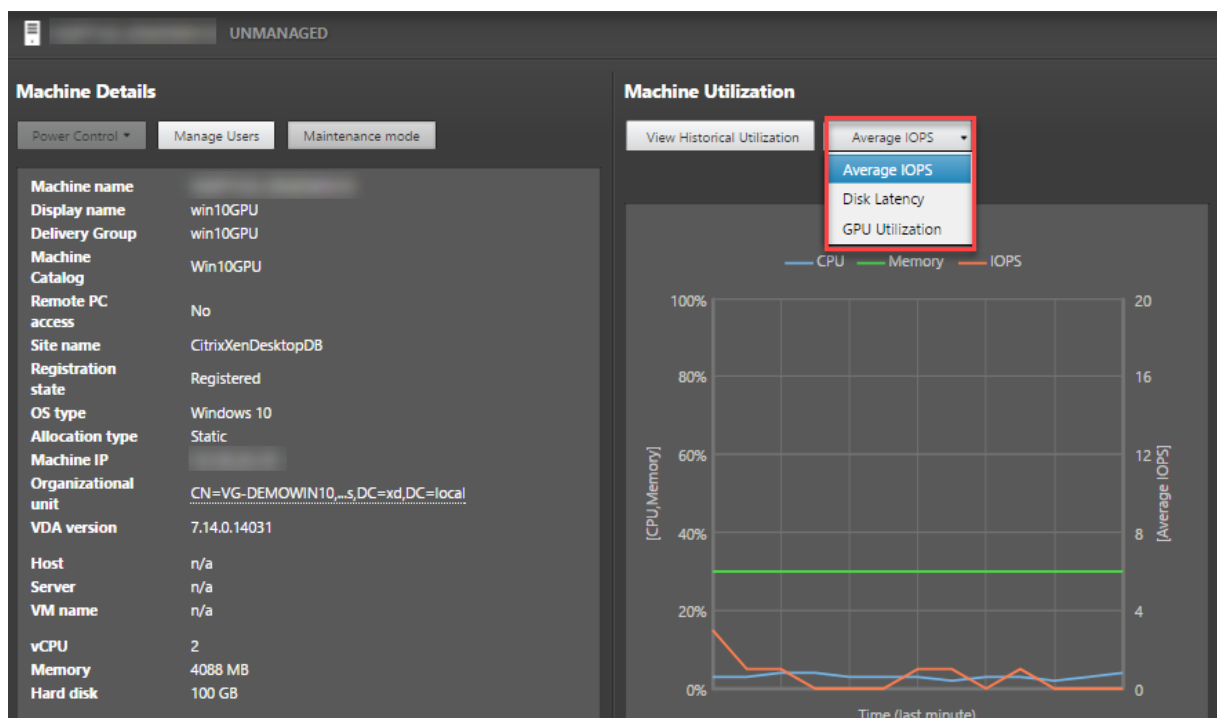 UNMANAGED
Machine Details
Power Control
Manage Users
Maintenance mode
Machine name
Display name win10GPU
Delivery Group win10GPU
Machine
Catalog
Win10GPU
Remote PC
access
No
Site name CitrixXenDesktopDB
Registration
state
Registered
OS type Windows 10
Allocation type Static
Machine IP
Organizational
unit
CN=VG-DEMOWIN10,...s,DC=xd,DC=local
VDA version 7.14.0.14031
Host n/a
Server n/a
VM name n/a
vCPU 2
Memory 4088 MB
Hard disk 100 GB
Machine Utilization
View Historical Utilization
Average IOPS
Average IOPS
Disk Latency
GPU Utilization
CPU Memory IOPS
100% 20
80% 16
60% 12
40% 8
20% 4
0% 0
[CPU,Memory]
[Average IOPS]
Time (last minute)